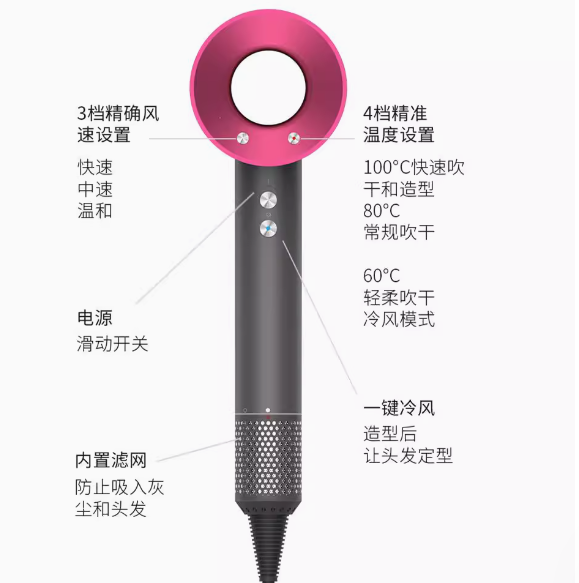 3档精确风
速设置
快速
中速
温和
4档精准
温度设置
100°C快速吹
干和造型
80°C
常规吹干
60°C
轻柔吹干
冷风模式
电源
滑动开关
一键冷风
造型后
让头发定型
内置滤网
防止吸入灰
尘和头发